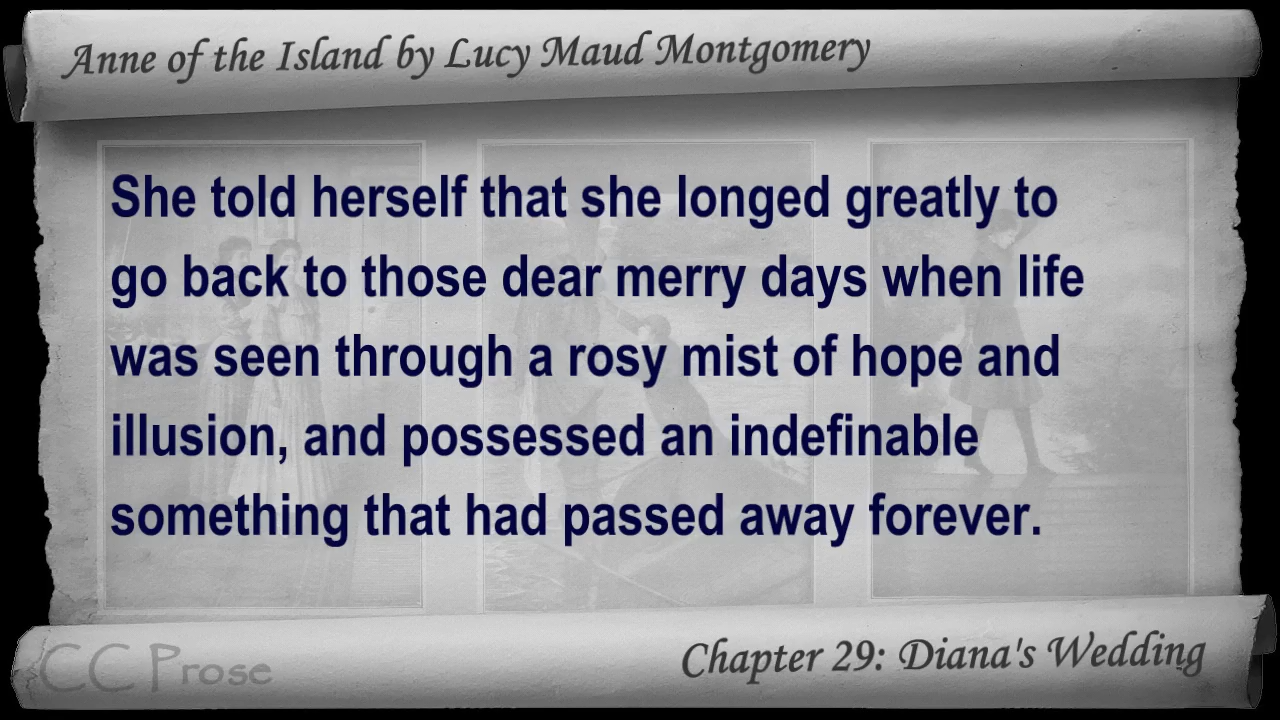 Anne of the Island by Lucy Maud Montgomery
She told herself that she longed greatly to
go back to those dear merry days when life
was seen through a rosy mist of hope and
illusion, and possessed an indefinable
something that had passed away forever.
CC Prose
Chapter 29: Diana's Wedding